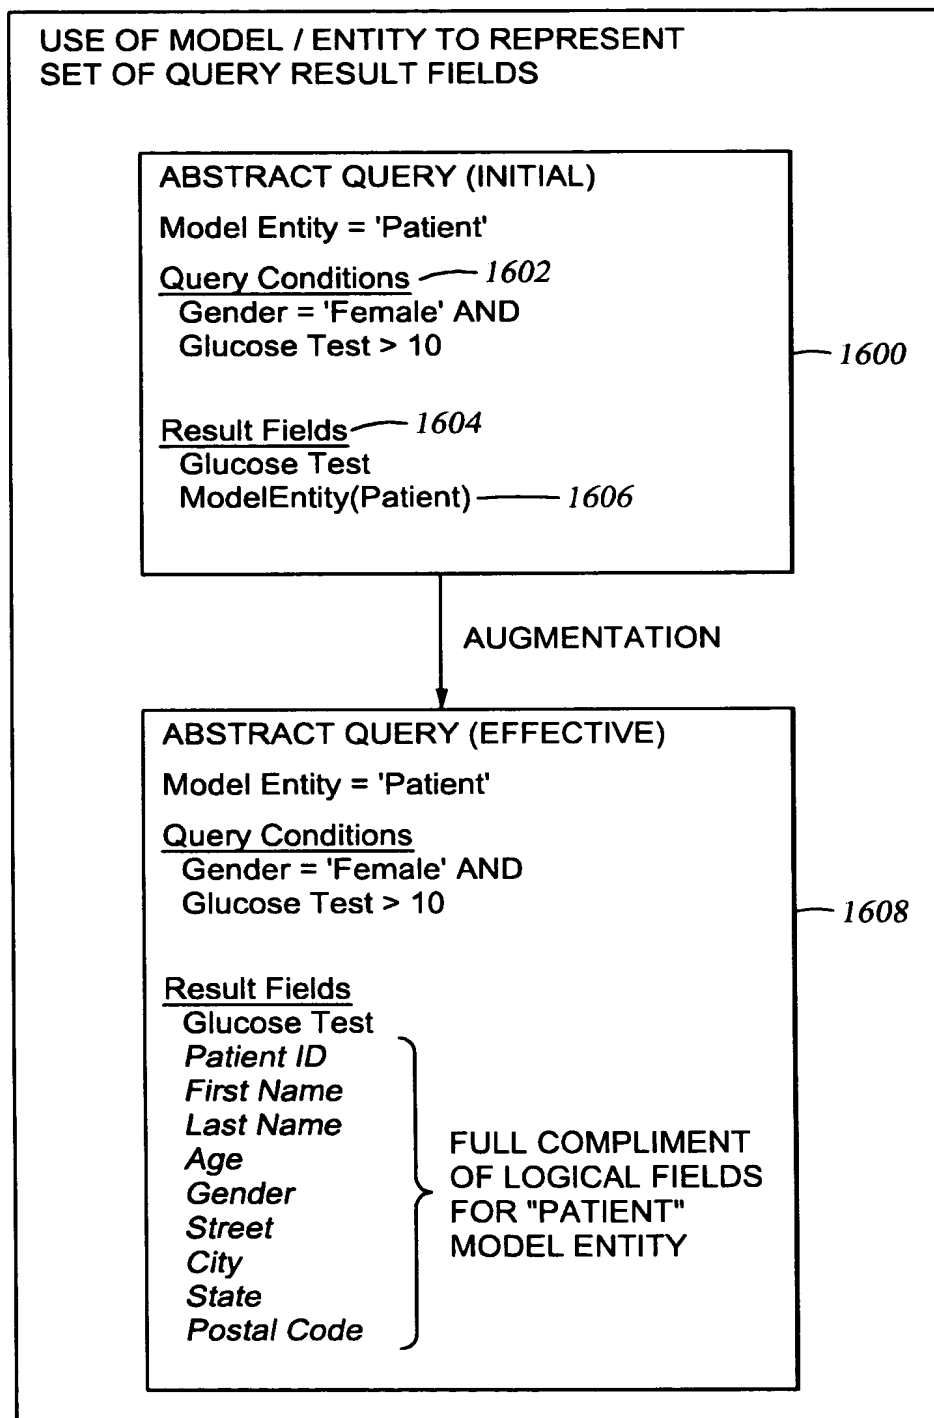 USE OF MODEL / ENTITY TO REPRESENT
SET OF QUERY RESULT FIELDS
ABSTRACT QUERY (INITIAL)
Model Entity = 'Patient'
Query Conditions 1602
Gender = 'Female' AND
Glucose Test > 10
1600
Result Fields 1604
Glucose Test
ModelEntity(Patient) 1606
AUGMENTATION
ABSTRACT QUERY (EFFECTIVE)
Model Entity = 'Patient'
Query Conditions
Gender = 'Female' AND
Glucose Test > 10
1608
Result Fields
Glucose Test
Patient ID
First Name
Last Name
Age
Gender
Street
City
State
Postal Code
FULL COMPLIMENT
OF LOGICAL FIELDS
FOR "PATIENT"
MODEL ENTITY